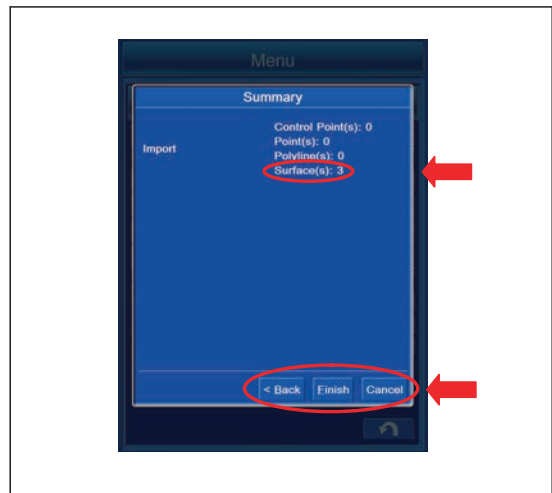 Menu
Summary
Import
Control Point(s): 0
Point(s): 0
Polyline(s): 0
Surface(s): 3
< Back Finish Cancel